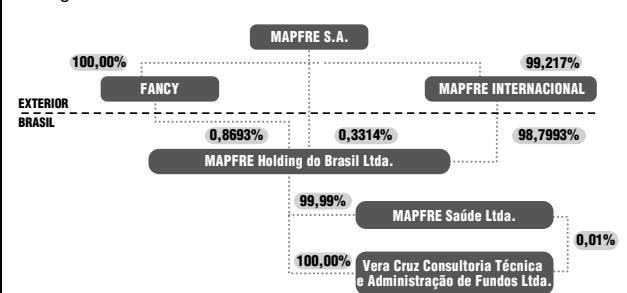 MAPFRE S.A.
100,00%
99,217%
FANCY
MAPFRE INTERNACIONAL
EXTERIOR
BRASIL
0,8693%
0,3314%
98,7993%
MAPFRE Holding do Brasil Ltda.
99,99%
MAPFRE Saúde Ltda.
0,01%
100,00%
Vera Cruz Consultoria Técnica
e Administração de Fundos Ltda.